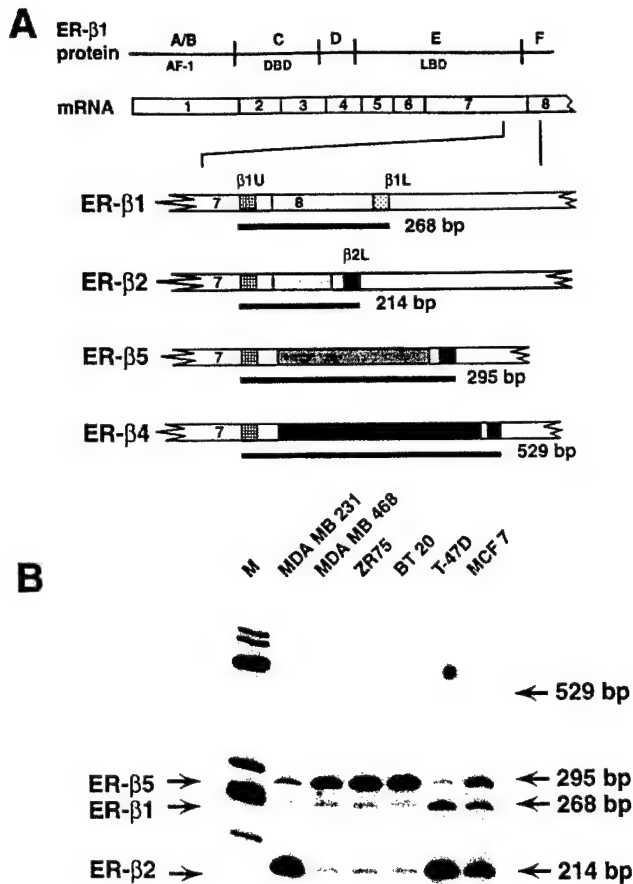 A
ER-β1 protein
A/B C D E F
AF-1 DBD LBD
mRNA 1 2 3 4 5 6 7 8
β1U β1L
ER-β1 7 8
268 bp
β2L
ER-β2 7
214 bp
ER-β5 7
295 bp
ER-β4 7
529 bp
B
M MDA MB 231 MDA MB 468 ZR75 BT 20 T-47D MCF 7
529 bp
ER-β5 295 bp
ER-β1 268 bp
ER-β2 214 bp